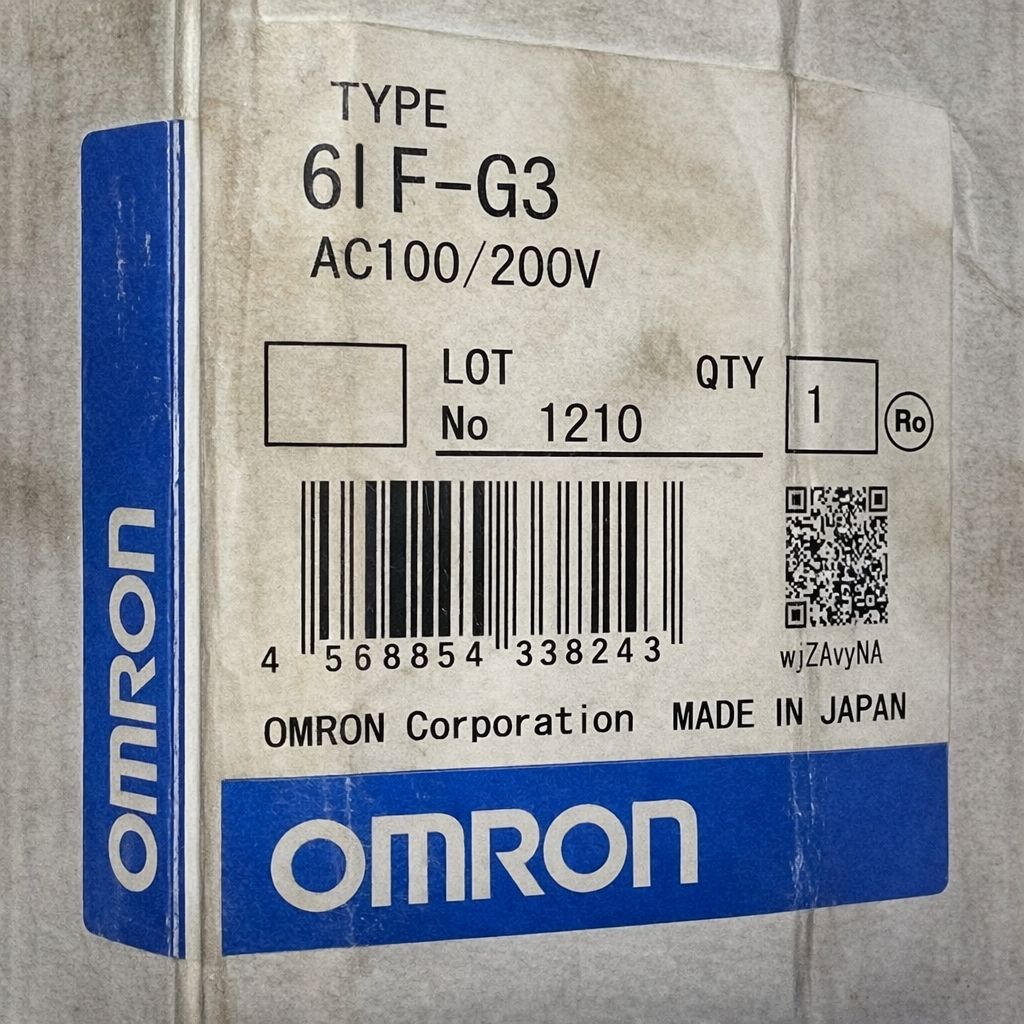 TYPE
61F-G3
AC100/200V
LOT
No 1210
QTY 1
Ro
4 568854 338243
wjZAvyNA
OMRON Corporation MADE IN JAPAN
OMRON
OMRON